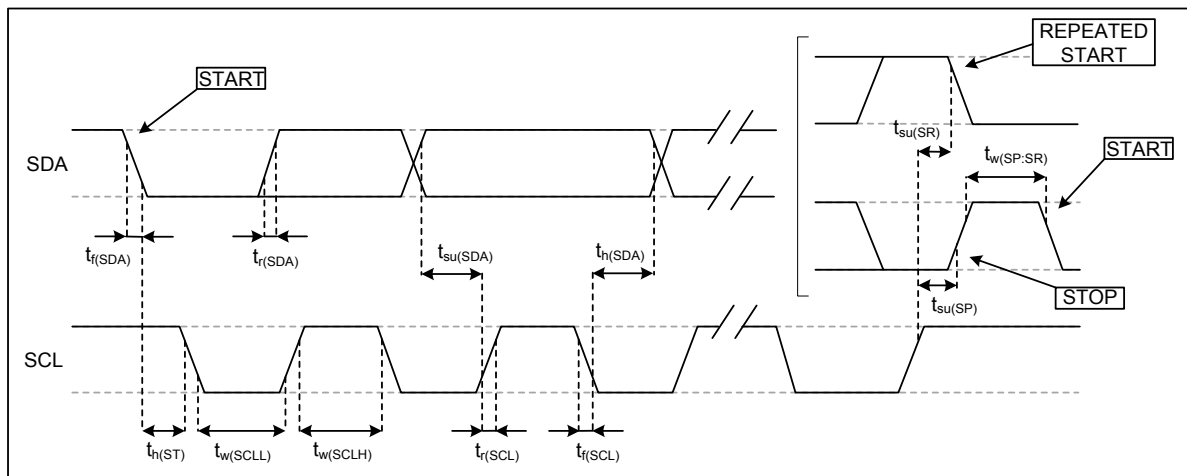 REPEATED
START
START
t_su(SR)
START
SDA
t_w(SP:SR)
t_f(SDA)
t_r(SDA)
t_su(SDA)
t_h(SDA)
STOP
t_su(SP)
SCL
t_h(ST)
t_w(SCLL)
t_w(SCLH)
t_r(SCL)
t_f(SCL)